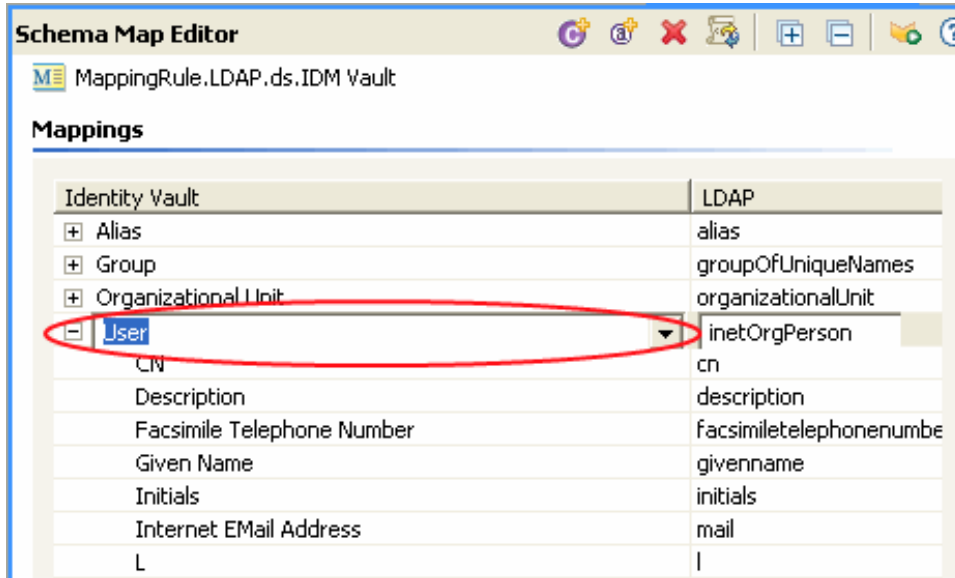 Schema Map Editor
MappingRule.LDAP.ds.IDM Vault
Mappings
Identity Vault LDAP
Alias alias
Group groupOfUniqueNames
Organizational Unit organizationalUnit
User inetOrgPerson
CN cn
Description description
Facsimile Telephone Number facsimiletelephonenumbe
Given Name givenname
Initials initials
Internet EMail Address mail
L l